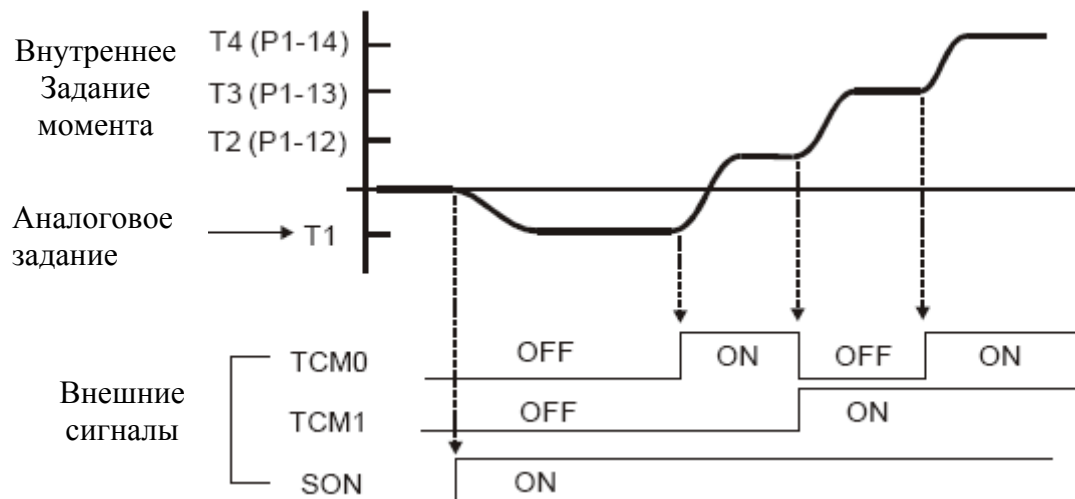 Внутреннее
Задание
момента
T4 (P1-14)
T3 (P1-13)
T2 (P1-12)
Аналоговое
задание
T1
Внешние
сигналы
TCM0 OFF ON OFF ON
TCM1 OFF ON
SON ON